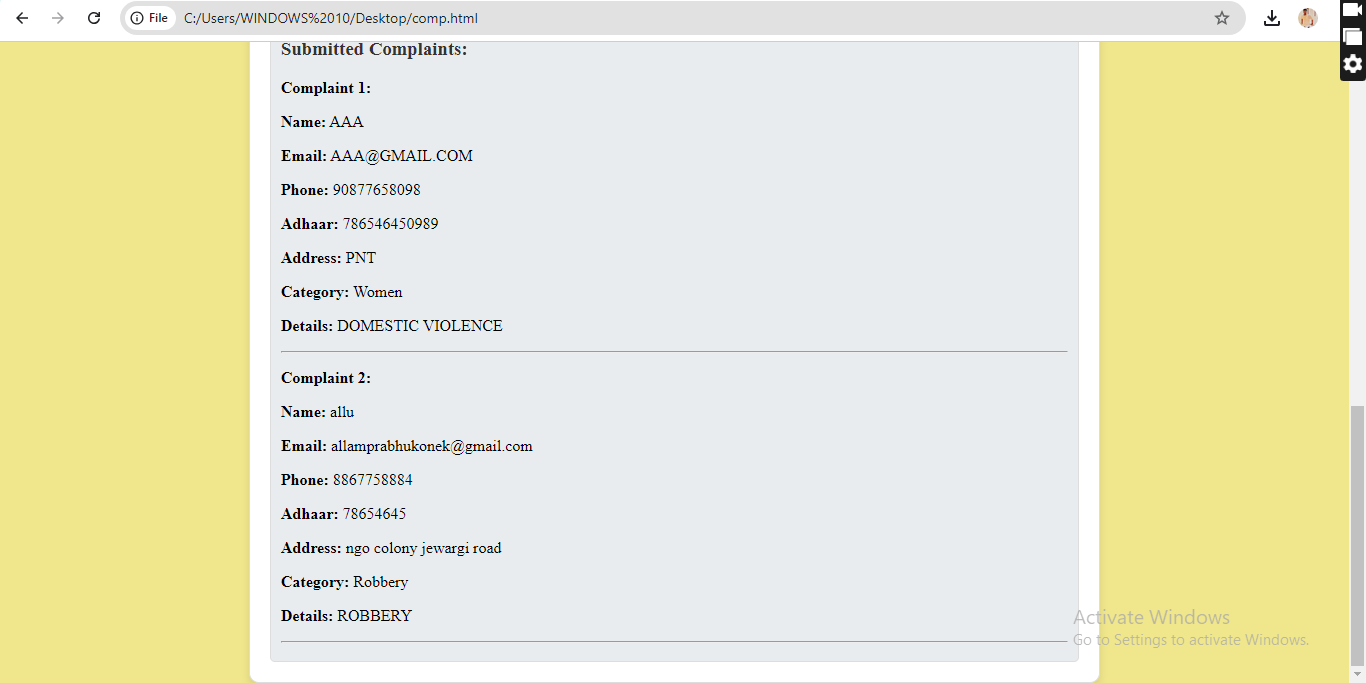 File C:/Users/WINDOWS%2010/Desktop/comp.html
Submitted Complaints:
Complaint 1:
Name: AAA
Email: AAA@GMAIL.COM
Phone: 90877658098
Adhaar: 786546450989
Address: PNT
Category: Women
Details: DOMESTIC VIOLENCE
Complaint 2:
Name: allu
Email: allamprabhukonek@gmail.com
Phone: 8867758884
Adhaar: 78654645
Address: ngo colony jewargi road
Category: Robbery
Details: ROBBERY
Activate Windows
Go to Settings to activate Windows.